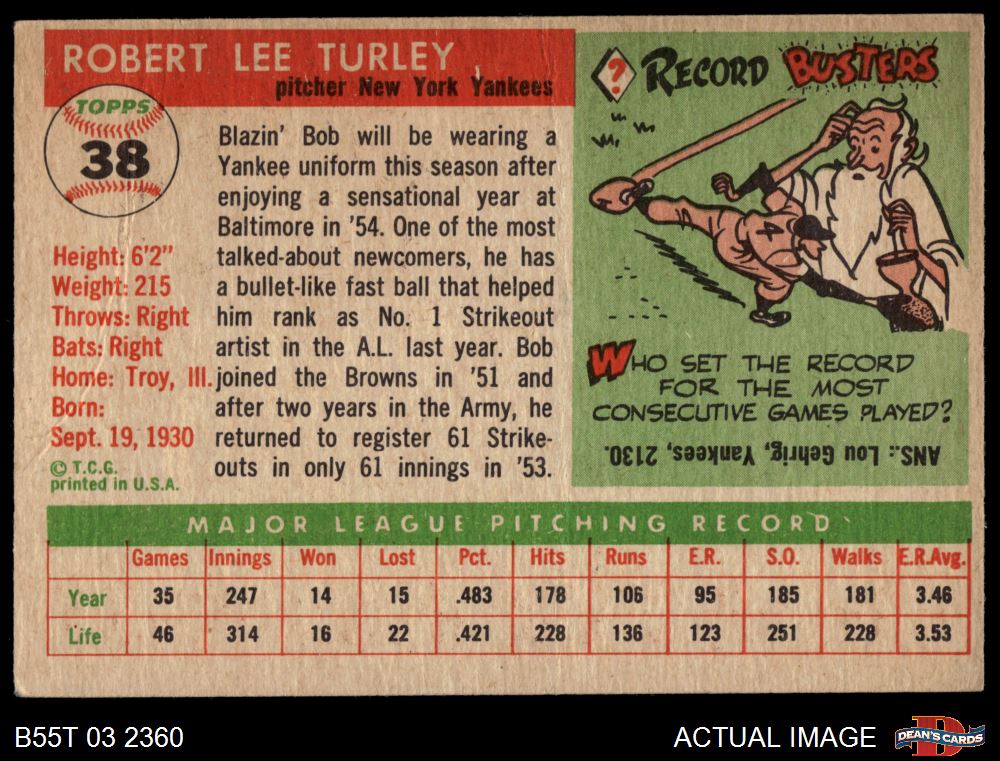 ROBERT LEE TURLEY
pitcher New York Yankees
TOPPS
38
Height: 6'2"
Weight: 215
Throws: Right
Bats: Right
Home: Troy, Ill.
Born:
Sept. 19, 1930
© T.C.G.
printed in U.S.A.
Blazin' Bob will be wearing a
Yankee uniform this season after
enjoying a sensational year at
Baltimore in '54. One of the most
talked-about newcomers, he has
a bullet-like fast ball that helped
him rank as No. 1 Strikeout
artist in the A.L. last year. Bob
joined the Browns in '51 and
after two years in the Army, he
returned to register 61 Strike-
outs in only 61 innings in '53.
? RECORD BUSTERS
4
WHO SET THE RECORD
FOR THE MOST
CONSECUTIVE GAMES PLAYED?
ANS.: Lou Gehrig, Yankees, 2130.
MAJOR LEAGUE PITCHING RECORD
Games Innings Won Lost Pct. Hits Runs E.R. S.O. Walks E.R.Avg.
Year 35 247 14 15 .483 178 106 95 185 181 3.46
Life 46 314 16 22 .421 228 136 123 251 228 3.53
B55T 03 2360
ACTUAL IMAGE
DEAN'S CARDS